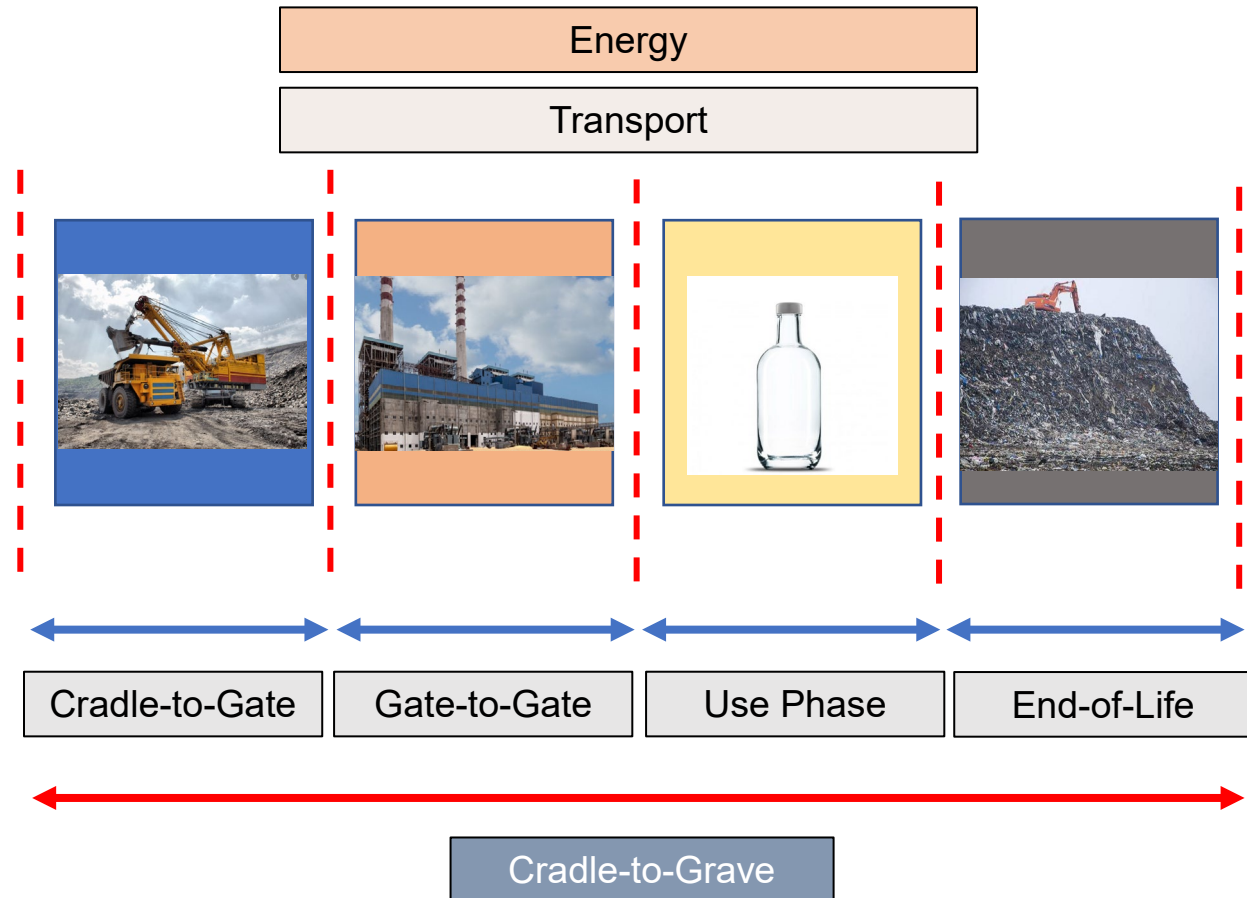 Energy
Transport
Cradle-to-Gate
Gate-to-Gate
Use Phase
End-of-Life
Cradle-to-Grave